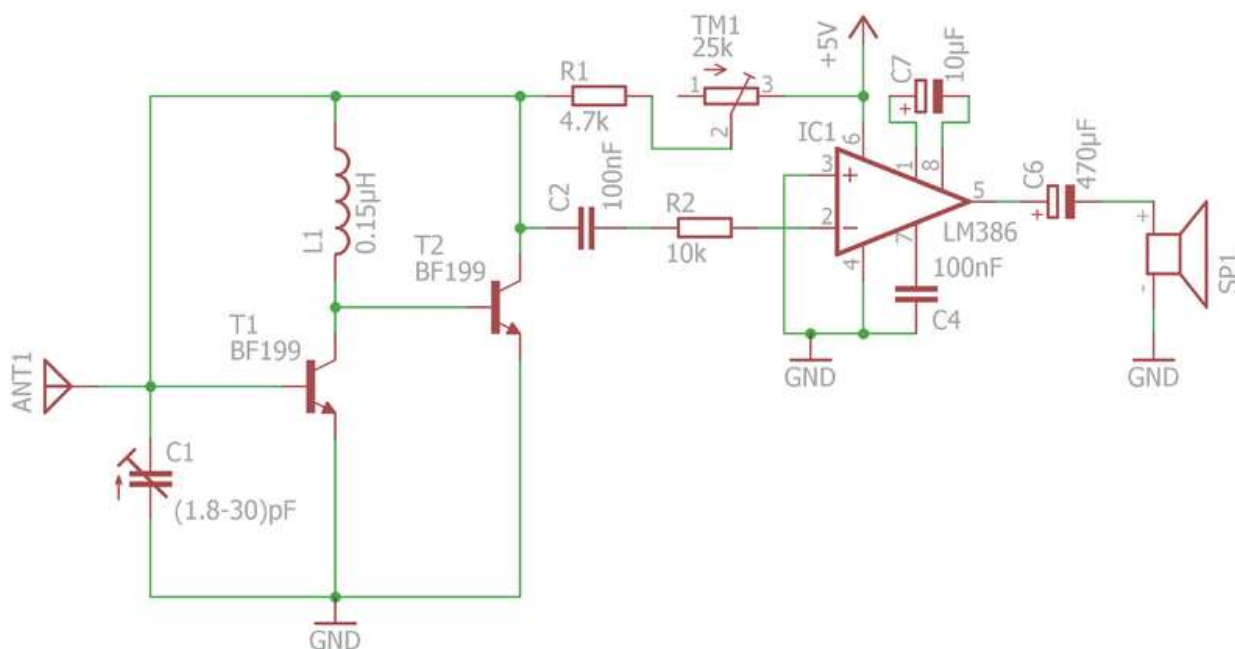 TM1
25k
1
3
2
R1
4.7k
+5V
C7
10µF
+
IC1
6
1
8
3
+
2
-
5
7
4
LM386
100nF
C4
C6
470µF
+
+
-
SP1
C2
100nF
R2
10k
L1
0.15µH
T2
BF199
T1
BF199
ANT1
C1
(1.8-30)pF
GND
GND
GND